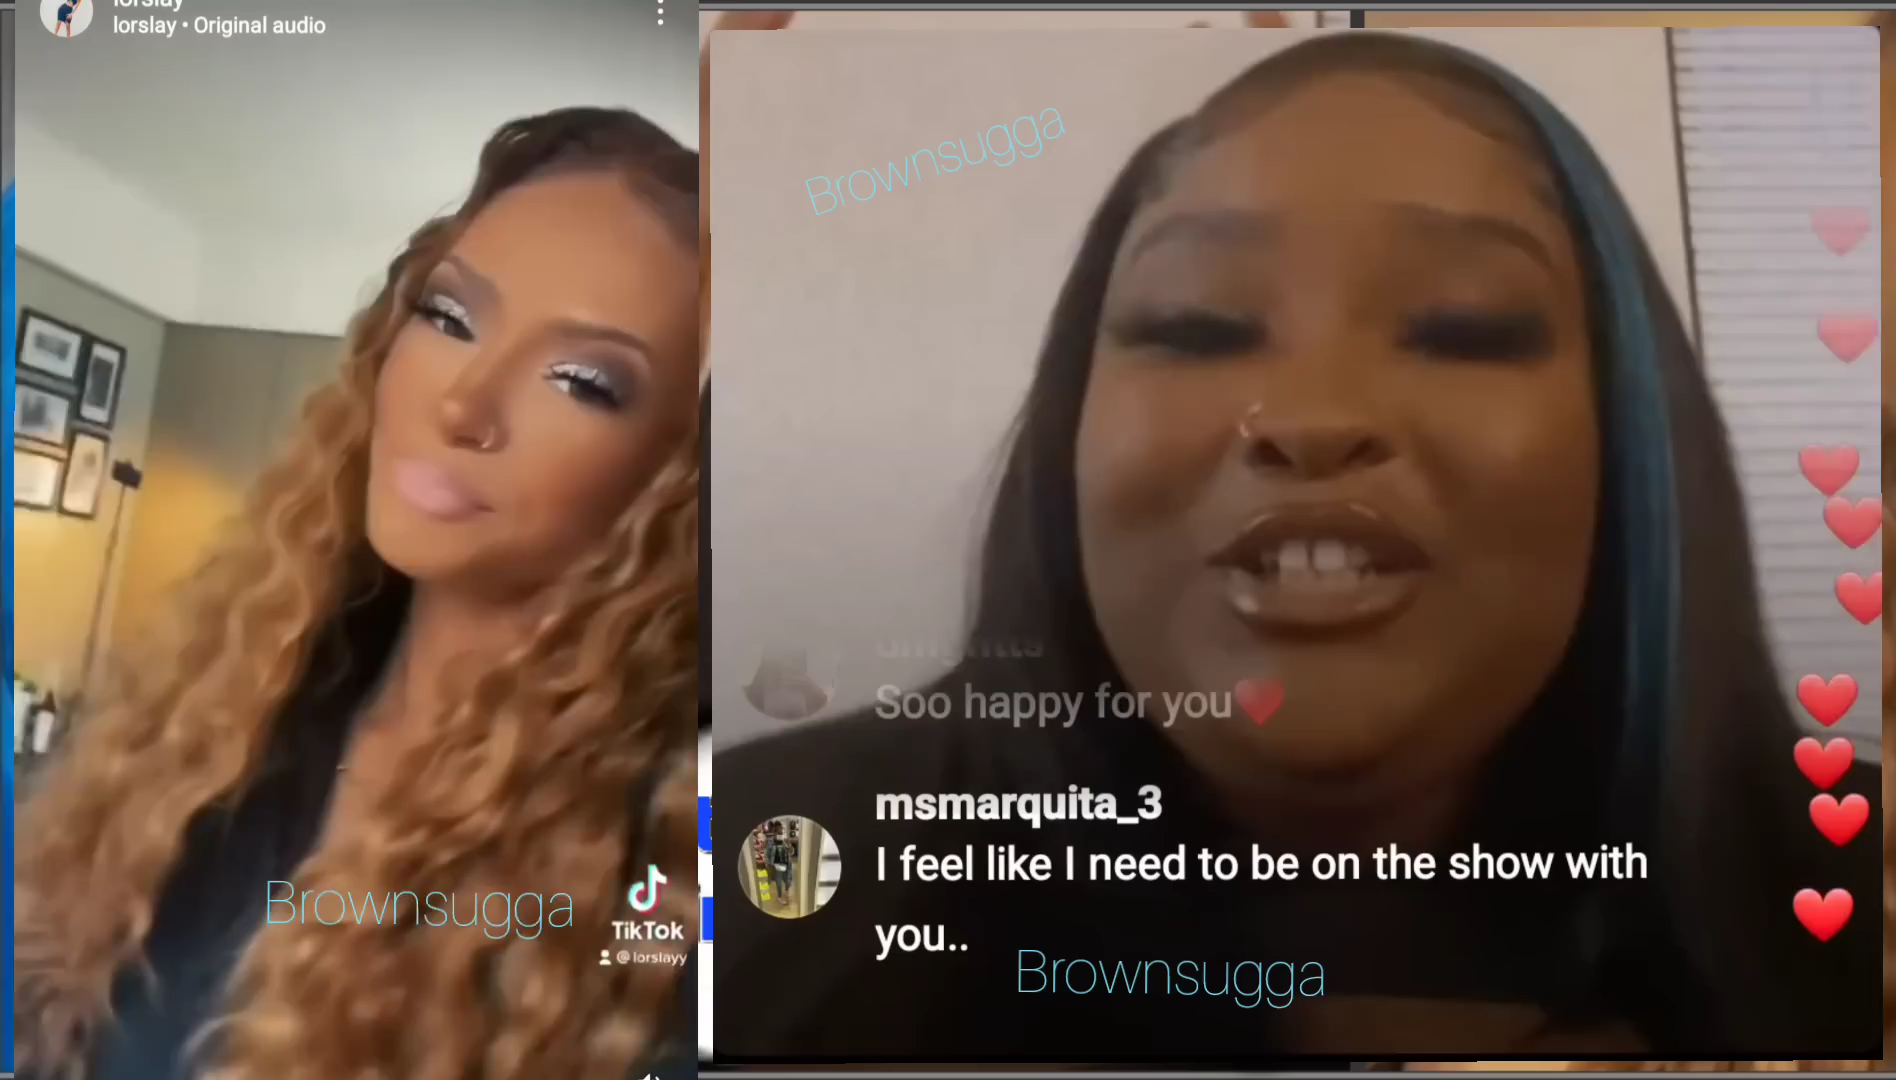 lorslay
lorslay • Original audio
Brownsugga
TikTok
@lorslayy
Brownsugga
Soo happy for you❤️
msmarquita_3
I feel like I need to be on the show with
you..
Brownsugga